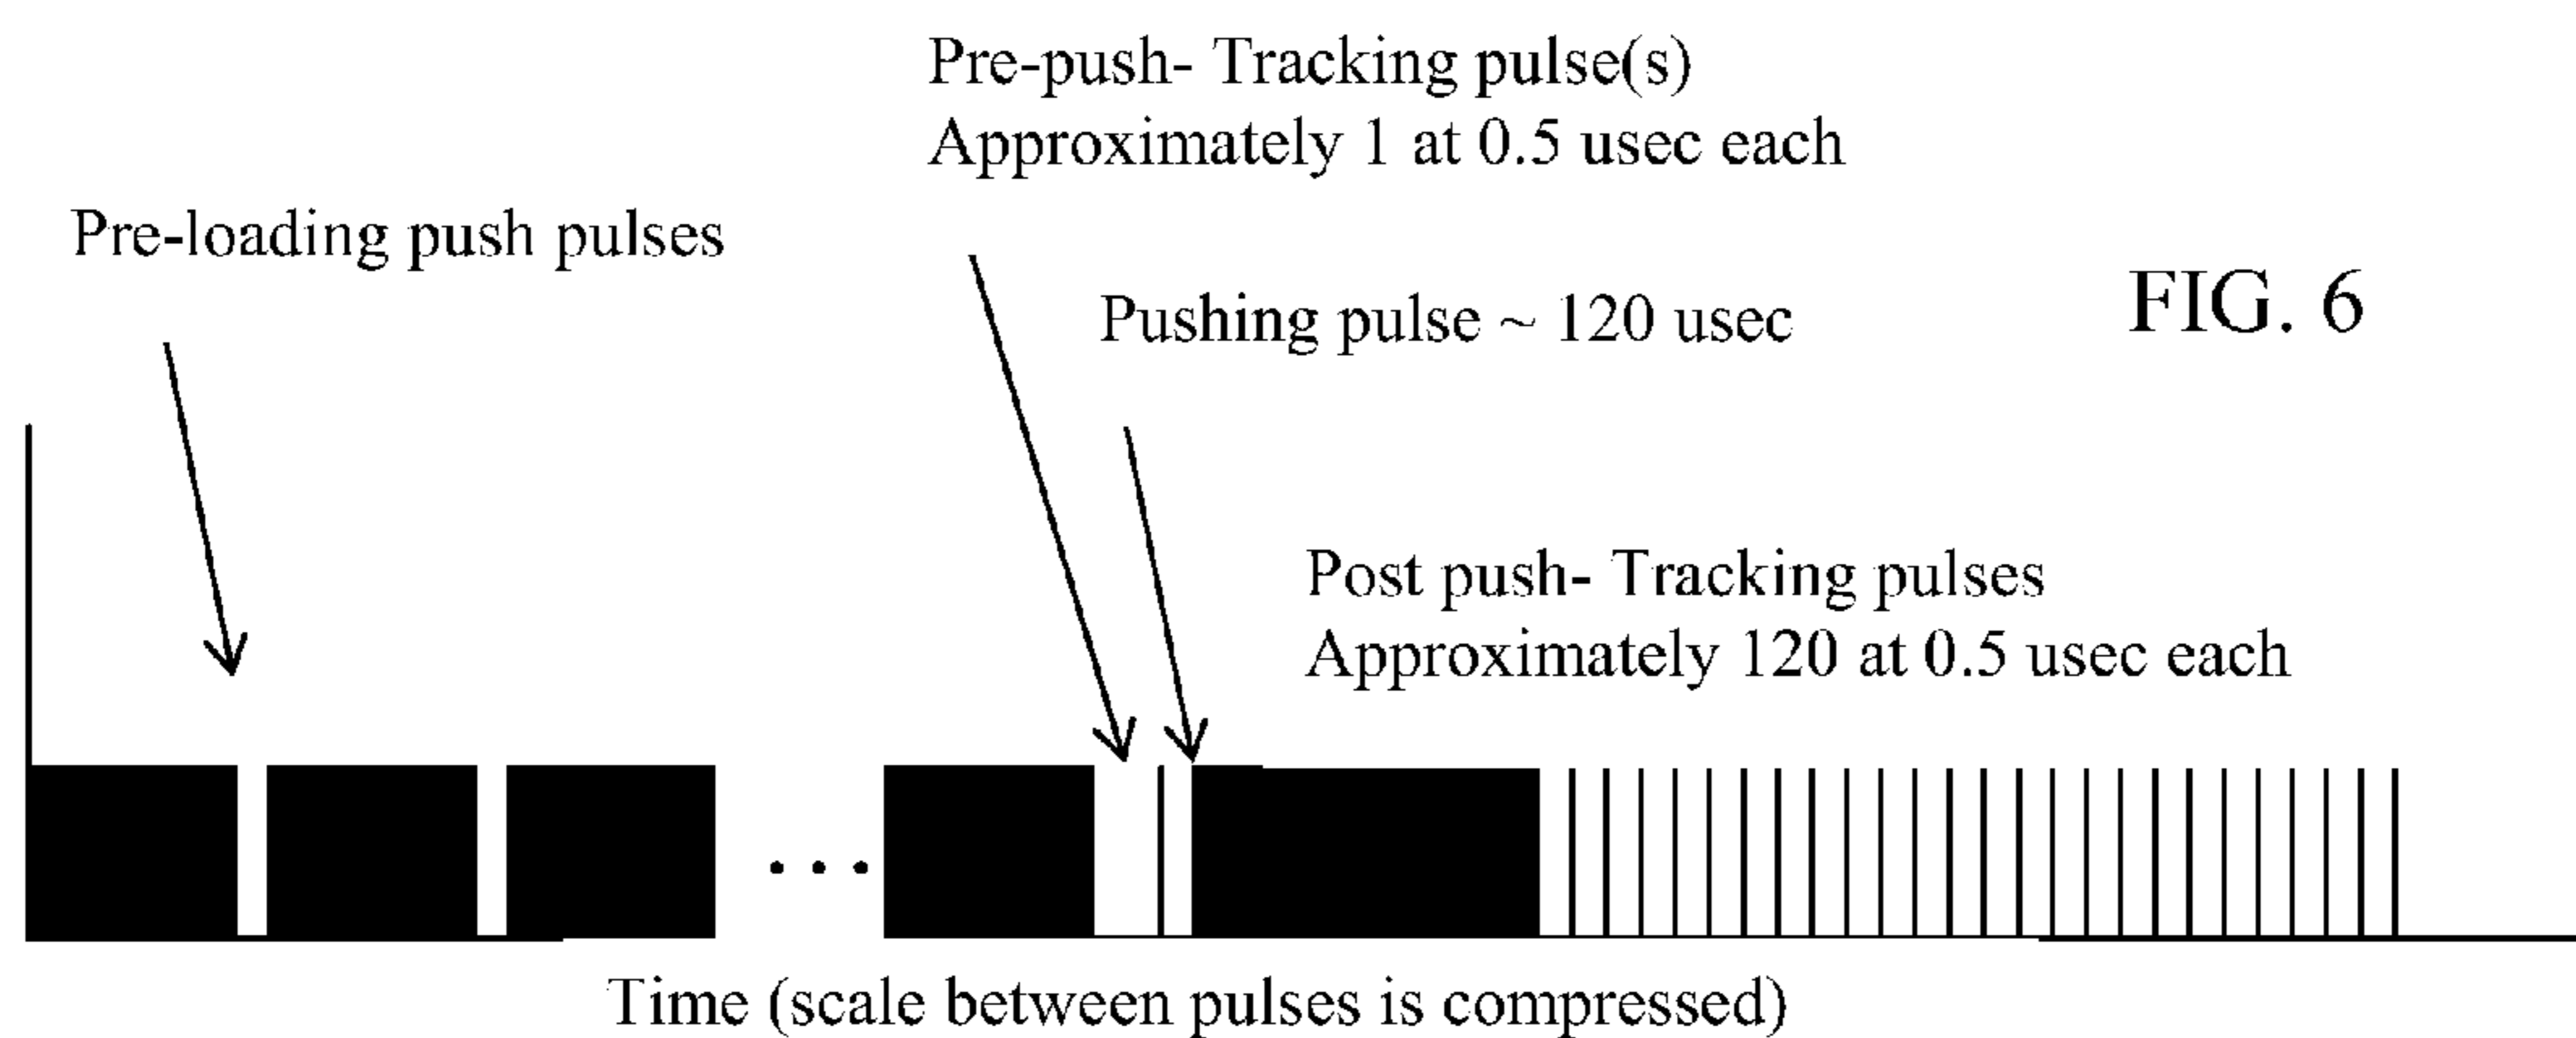 Pre-push- Tracking pulse(s)
Approximately 1 at 0.5 usec each
Pre-loading push pulses
Pushing pulse ~ 120 usec
FIG. 6
Post push- Tracking pulses
Approximately 120 at 0.5 usec each
Time (scale between pulses is compressed)